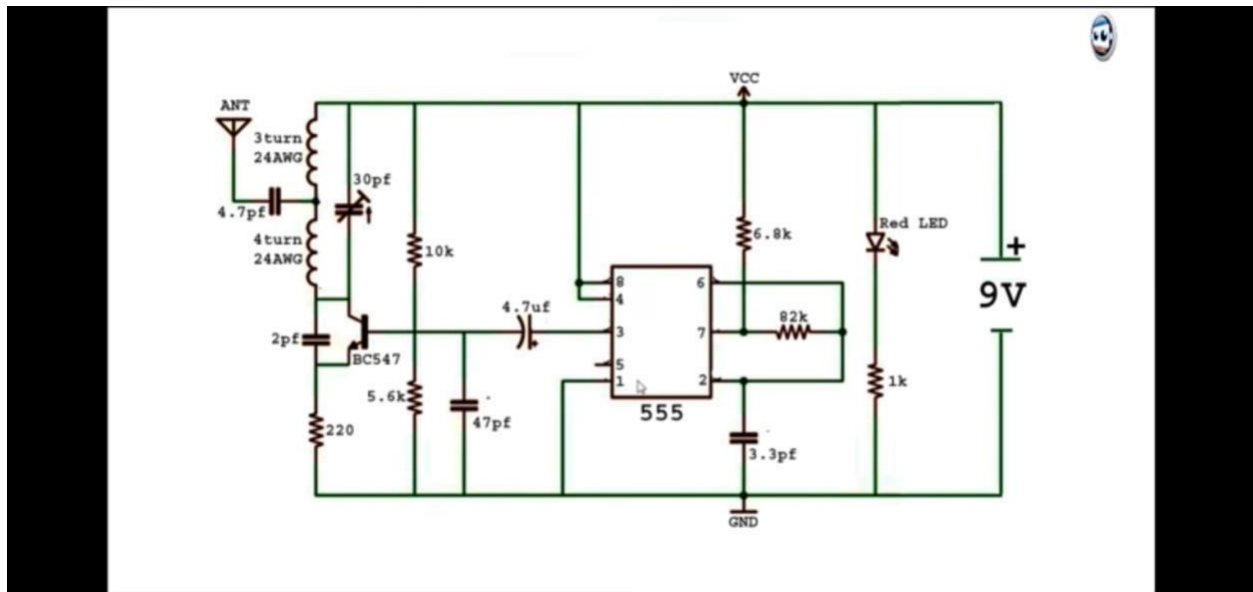 VCC
ANT
3turn
24AWG
30pf
4.7pf
4turn
24AWG
10k
6.8k
Red LED
+
9V
8
4
6
4.7uf
3
7
82k
2pf
BC547
5
1
2
5.6k
1k
555
47pf
220
3.3pf
GND